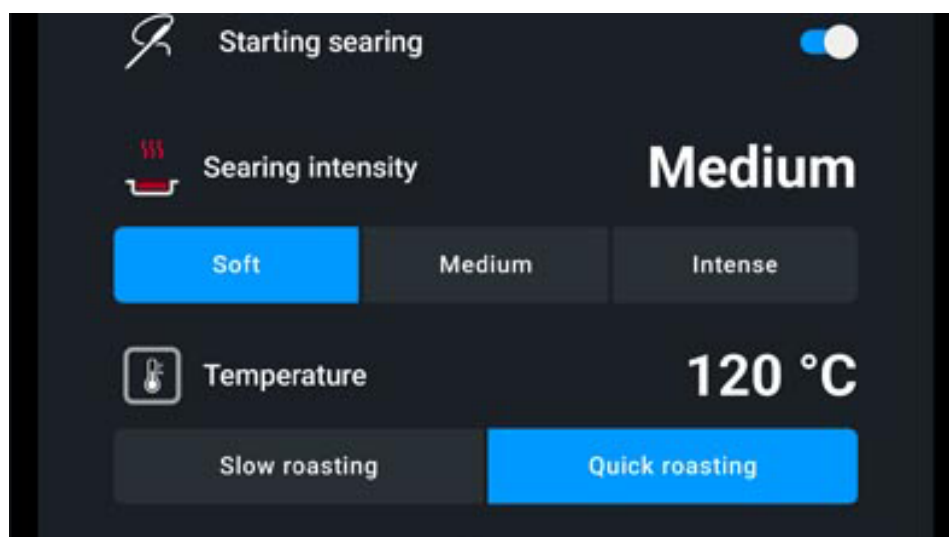 Starting searing
Searing intensity Medium
Soft Medium Intense
Temperature 120 °C
Slow roasting Quick roasting